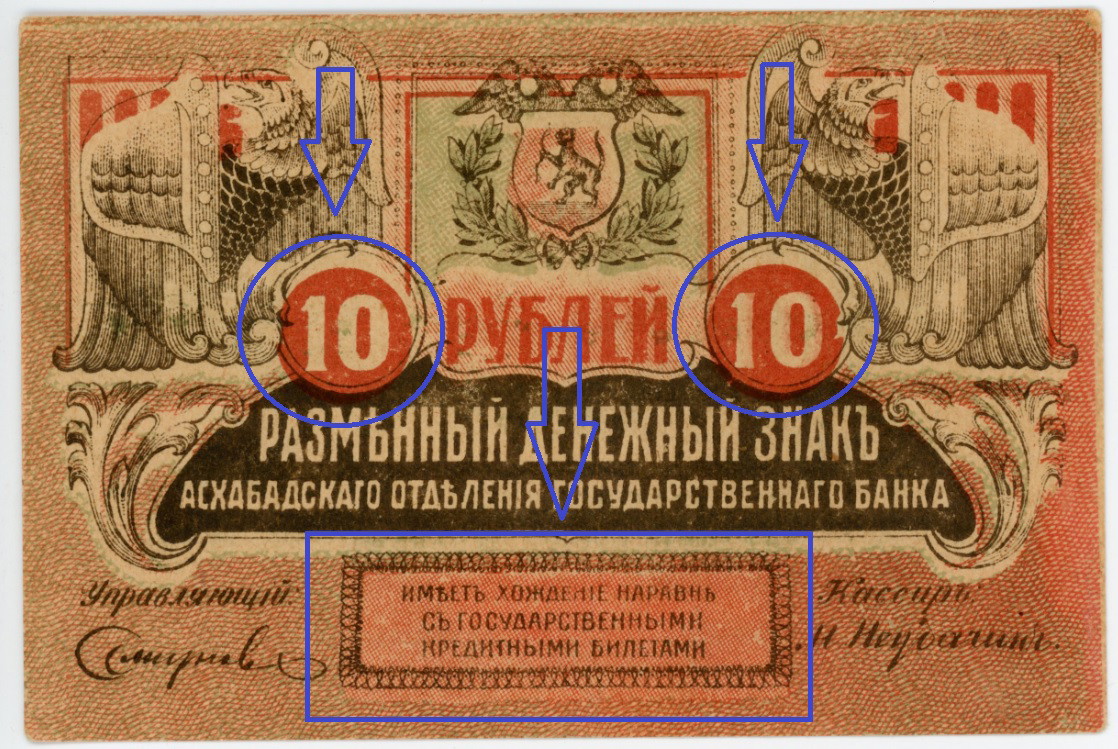 10 РУБЛЕЙ 10
РАЗМѢННЫЙ ДЕНЕЖНЫЙ ЗНАКЪ
АСХАБАДСКАГО ОТДѢЛЕНІЯ ГОСУДАРСТВЕННАГО БАНКА
Управляющій
Смирнов
ИМѢЕТЪ ХОЖДЕНІЕ НАРАВНѢ
СЪ ГОСУДАРСТВЕННЫМИ
КРЕДИТНЫМИ БИЛЕТАМИ
Кассиръ